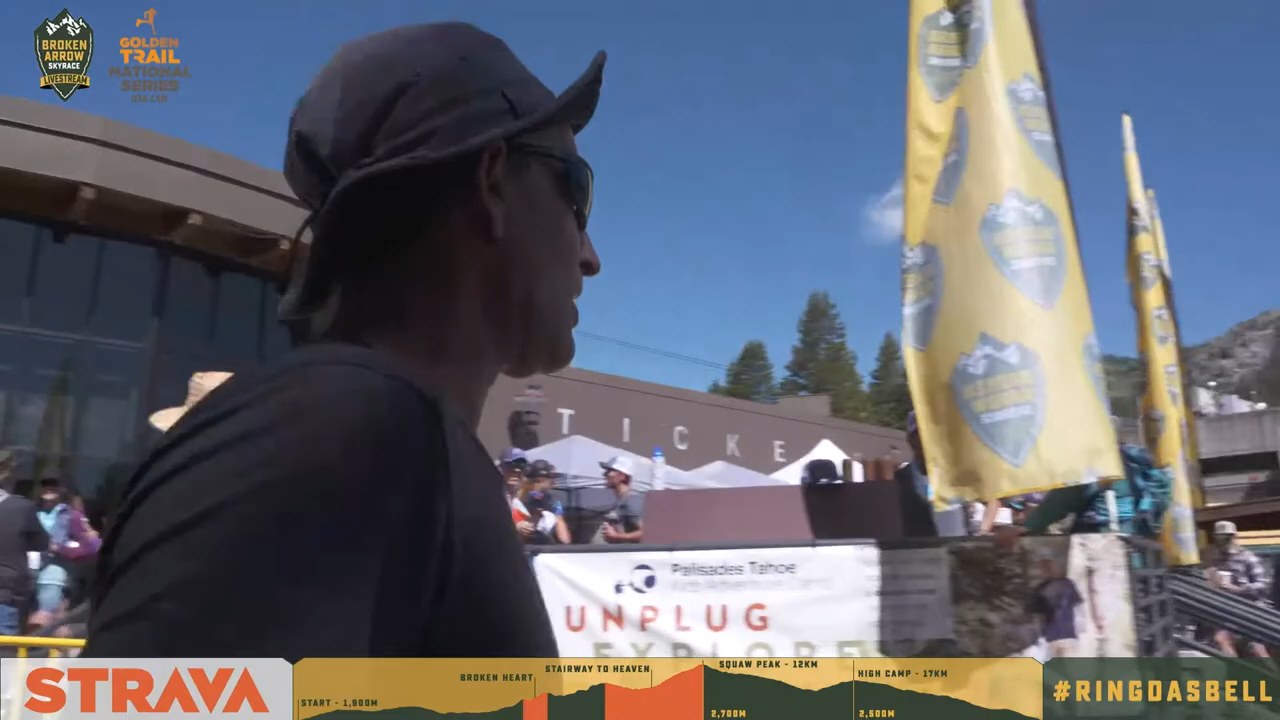 BROKEN
ARROW
SKYRACE
LIVESTREAM
GOLDEN
TRAIL
NATIONAL
SERIES
TICKE
Palisades Tahoe
UNPLUG
EXPLORE
STRAVA
START - 1,900M
BROKEN HEART
STAIRWAY TO HEAVEN
SQUAW PEAK - 12KM
2,700M
HIGH CAMP - 17KM
2,500M
#RINGDASBELL